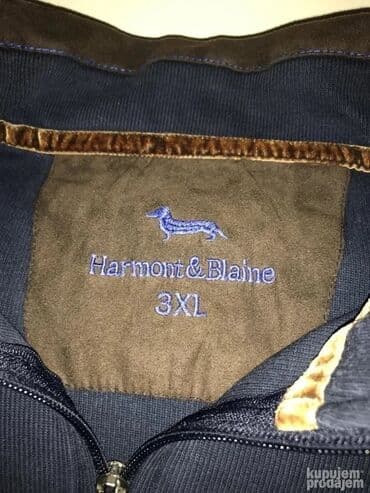 Harmont & Blaine
3XL
kupujem
prodajem